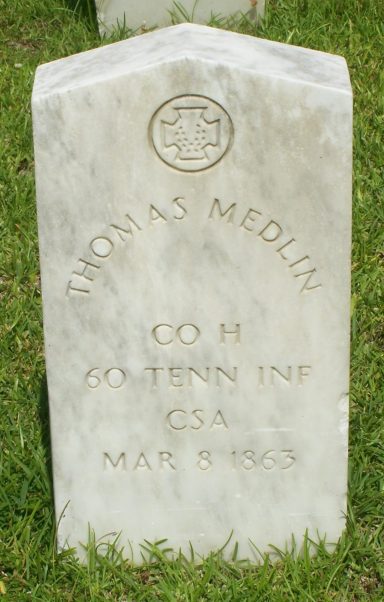 THOMAS MEDLIN
CO H
60 TENN INF
CSA
MAR 8 1863